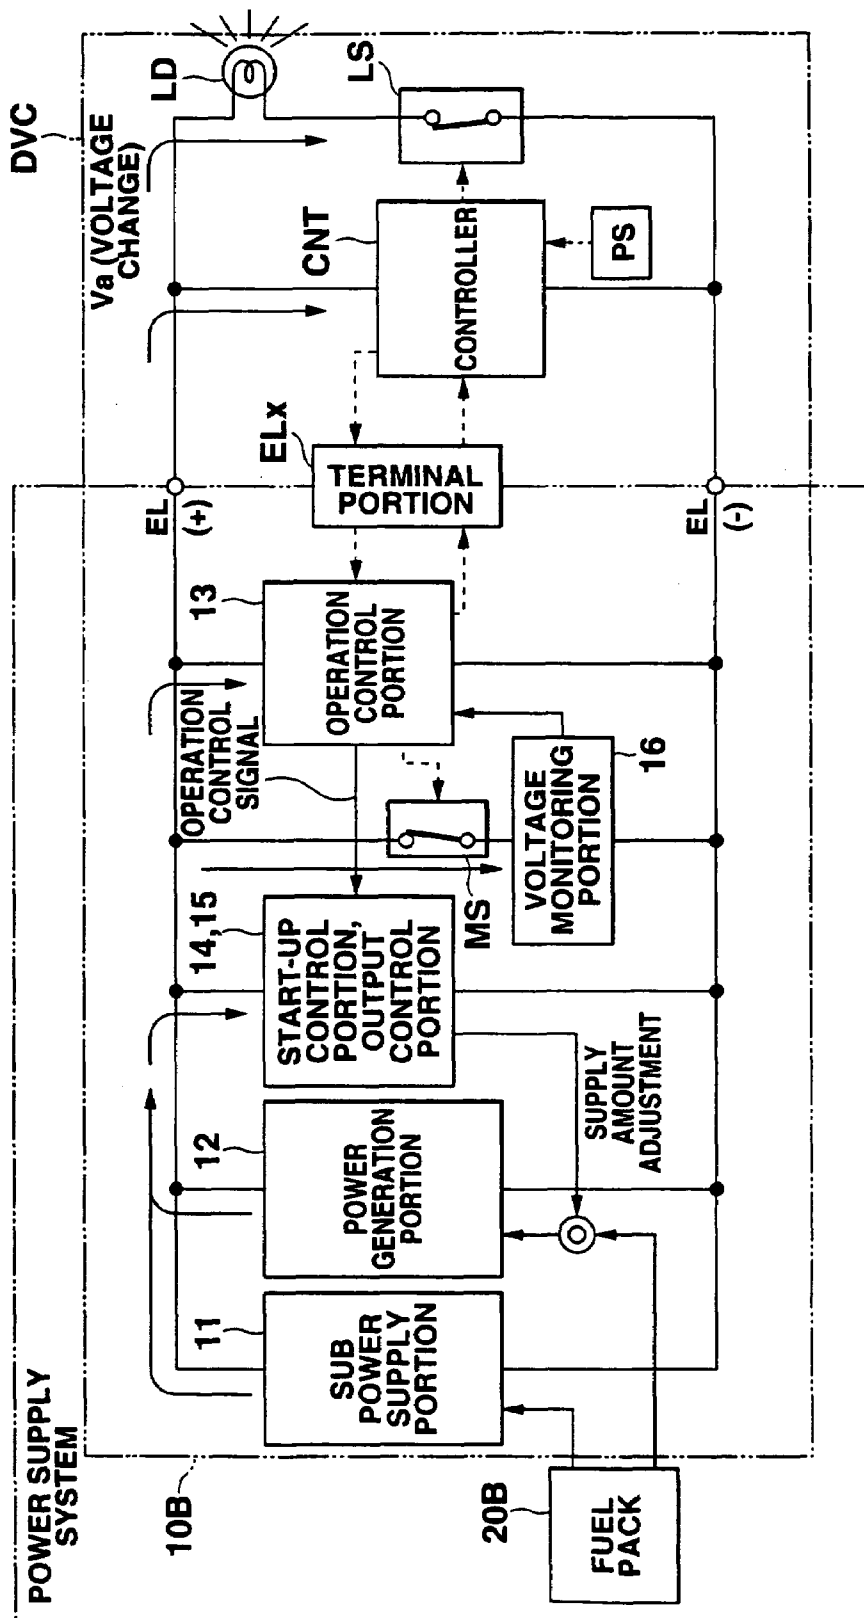 POWER SUPPLY
SYSTEM
DVC
Va (VOLTAGE
CHANGE)
LD
LS
CNT
CONTROLLER
PS
ELx
TERMINAL
PORTION
EL
(+)
EL
(-)
13
OPERATION
CONTROL
PORTION
OPERATION
CONTROL
SIGNAL
MS
VOLTAGE
MONITORING
PORTION
16
14,15
START-UP
CONTROL
PORTION,
OUTPUT
CONTROL
PORTION
SUPPLY
AMOUNT
ADJUSTMENT
12
POWER
GENERATION
PORTION
11
SUB
POWER
SUPPLY
PORTION
10B
20B
FUEL
PACK